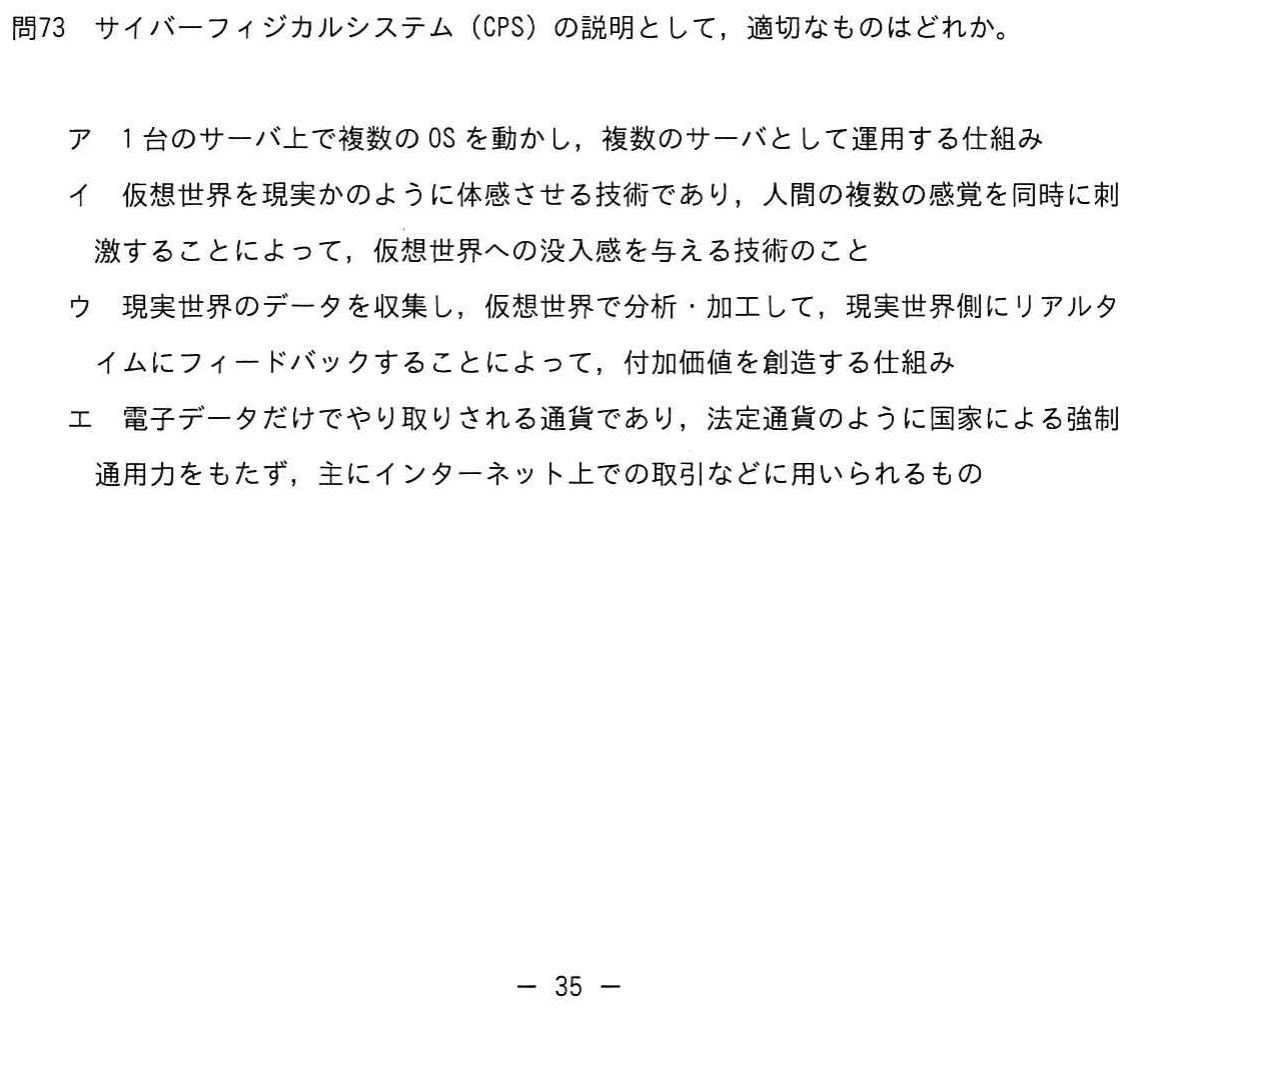 問73　サイバーフィジカルシステム（CPS）の説明として，適切なものはどれか。
ア　1台のサーバ上で複数のOSを動かし，複数のサーバとして運用する仕組み
イ　仮想世界を現実かのように体感させる技術であり，人間の複数の感覚を同時に刺
激することによって，仮想世界への没入感を与える技術のこと
ウ　現実世界のデータを収集し，仮想世界で分析・加工して，現実世界側にリアルタ
イムにフィードバックすることによって，付加価値を創造する仕組み
エ　電子データだけでやり取りされる通貨であり，法定通貨のように国家による強制
通用力をもたず，主にインターネット上での取引などに用いられるもの
－ 35 －